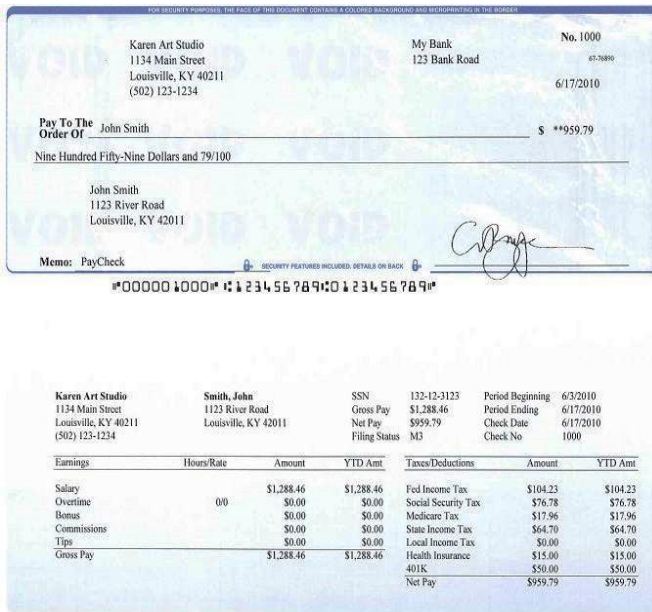 FOR SECURITY PURPOSES, THE FACE OF THIS DOCUMENT CONTAINS A COLORED BACKGROUND AND MICROPRINTING IN THE BORDER
Karen Art Studio
1134 Main Street
Louisville, KY 40211
(502) 123-1234
My Bank
123 Bank Road
No. 1000
67-76890
6/17/2010
VOID VOID VOID
Pay To The
Order Of John Smith $ **959.79
Nine Hundred Fifty-Nine Dollars and 79/100
John Smith
1123 River Road
Louisville, KY 42011
VOID VOID VOID
Memo: PayCheck
SECURITY FEATURES INCLUDED. DETAILS ON BACK
⑈000001000⑈ ⑆123456789⑆0123456789⑈
Karen Art Studio Smith, John SSN 132-12-3123 Period Beginning 6/3/2010
1134 Main Street 1123 River Road Gross Pay $1,288.46 Period Ending 6/17/2010
Louisville, KY 40211 Louisville, KY 42011 Net Pay $959.79 Check Date 6/17/2010
(502) 123-1234 Filing Status M3 Check No 1000
Earnings Hours/Rate Amount YTD Amt Taxes/Deductions Amount YTD Amt
Salary $1,288.46 $1,288.46 Fed Income Tax $104.23 $104.23
Overtime 0/0 $0.00 $0.00 Social Security Tax $76.78 $76.78
Bonus $0.00 $0.00 Medicare Tax $17.96 $17.96
Commissions $0.00 $0.00 State Income Tax $64.70 $64.70
Tips $0.00 $0.00 Local Income Tax $0.00 $0.00
Gross Pay $1,288.46 $1,288.46 Health Insurance $15.00 $15.00
401K $50.00 $50.00
Net Pay $959.79 $959.79